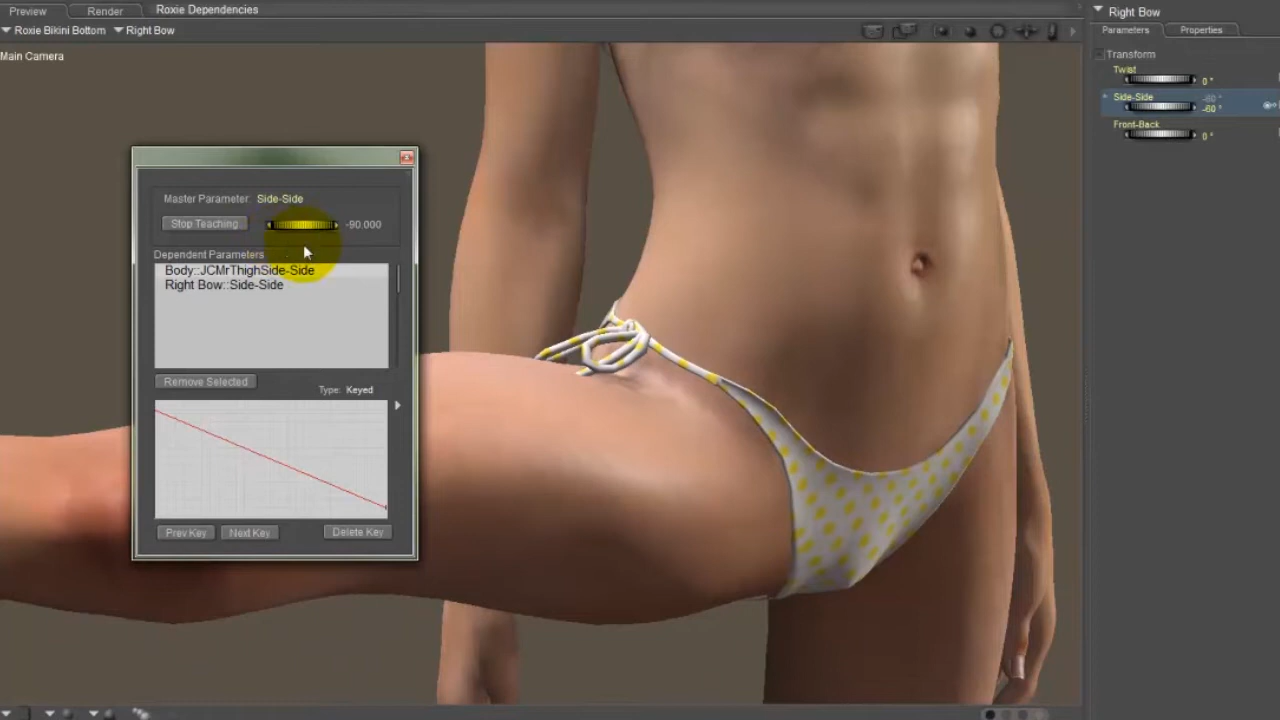 Preview Render Roxie Dependencies
Roxie Bikini Bottom Right Bow
Main Camera
Master Parameter: Side-Side
Stop Teaching -90.000
Dependent Parameters
Body::JCMrThighSide-Side
Right Bow::Side-Side
Remove Selected
Type: Keyed
Prev Key Next Key Delete Key
Right Bow
Parameters Properties
Transform
Twist
0 °
Side-Side -60 °
-60 °
Front-Back
0 °